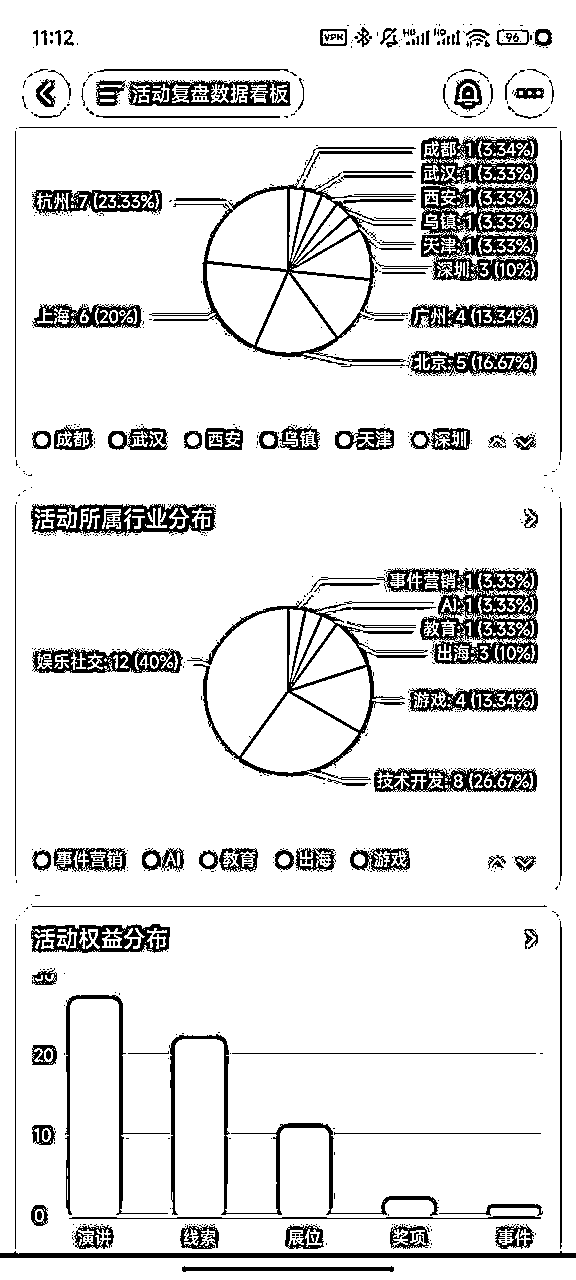 11:12
VPN HD HD 96
活动复盘数据看板
成都: 1 (3.34%)
武汉: 1 (3.33%)
西安: 1 (3.33%)
杭州: 7 (23.33%)
乌镇: 1 (3.33%)
天津: 1 (3.33%)
深圳: 3 (10%)
上海: 6 (20%)
广州: 4 (13.34%)
北京: 5 (16.67%)
成都 武汉 西安 乌镇 天津 深圳
活动所属行业分布
事件营销: 1 (3.33%)
AI: 1 (3.33%)
教育: 1 (3.33%)
出海: 3 (10%)
娱乐社交: 12 (40%)
游戏: 4 (13.34%)
技术开发: 8 (26.67%)
事件营销 AI 教育 出海 游戏
活动权益分布
20
10
0
演讲 线索 展位 奖项 事件